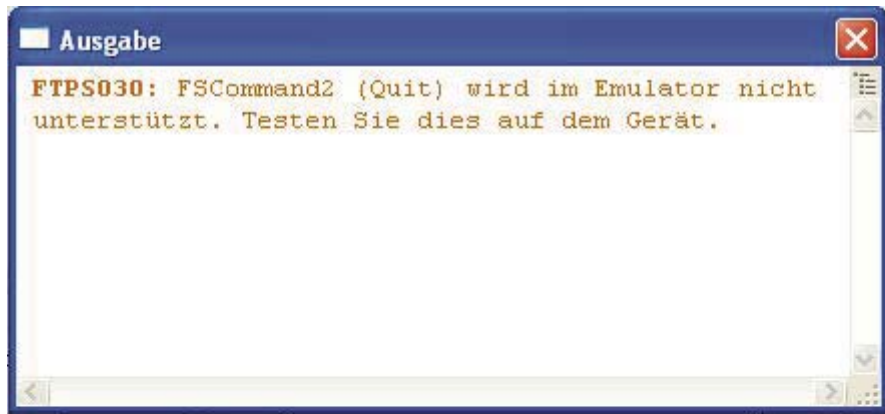 Ausgabe
FTPS030: FSCommand2 (Quit) wird im Emulator nicht
unterstützt. Testen Sie dies auf dem Gerät.